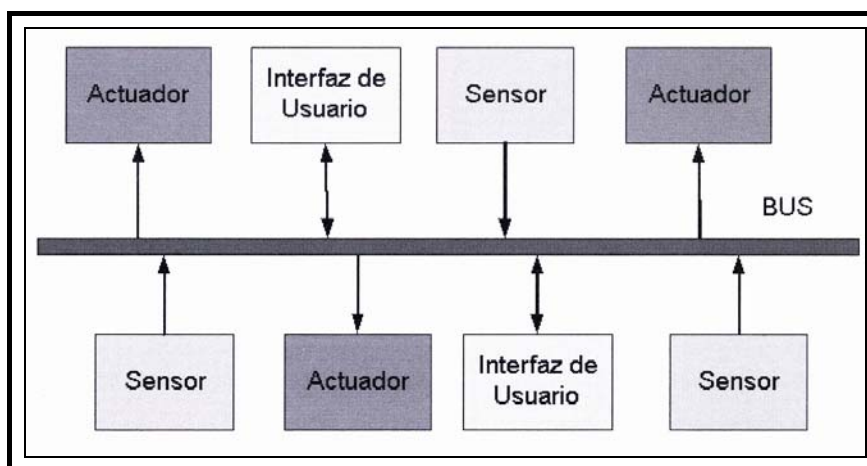 Actuador
Interfaz de
Usuario
Sensor
Actuador
BUS
Sensor
Actuador
Interfaz de
Usuario
Sensor